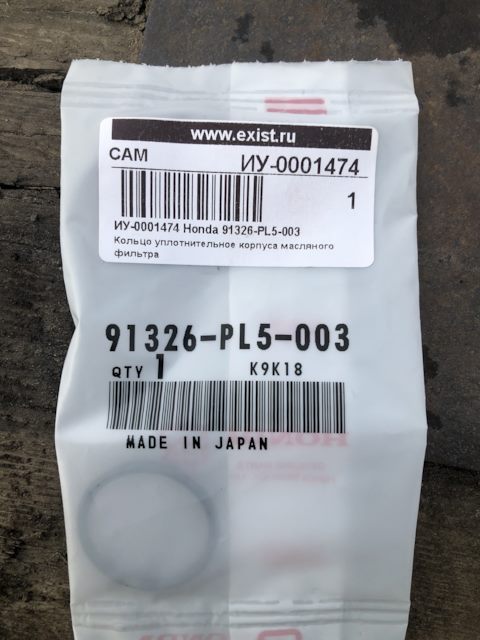 www.exist.ru
САМ ИУ-0001474
1
ИУ-0001474 Honda 91326-PL5-003
Кольцо уплотнительное корпуса масляного
фильтра
91326-PL5-003
QTY 1 K9K18
MADE IN JAPAN